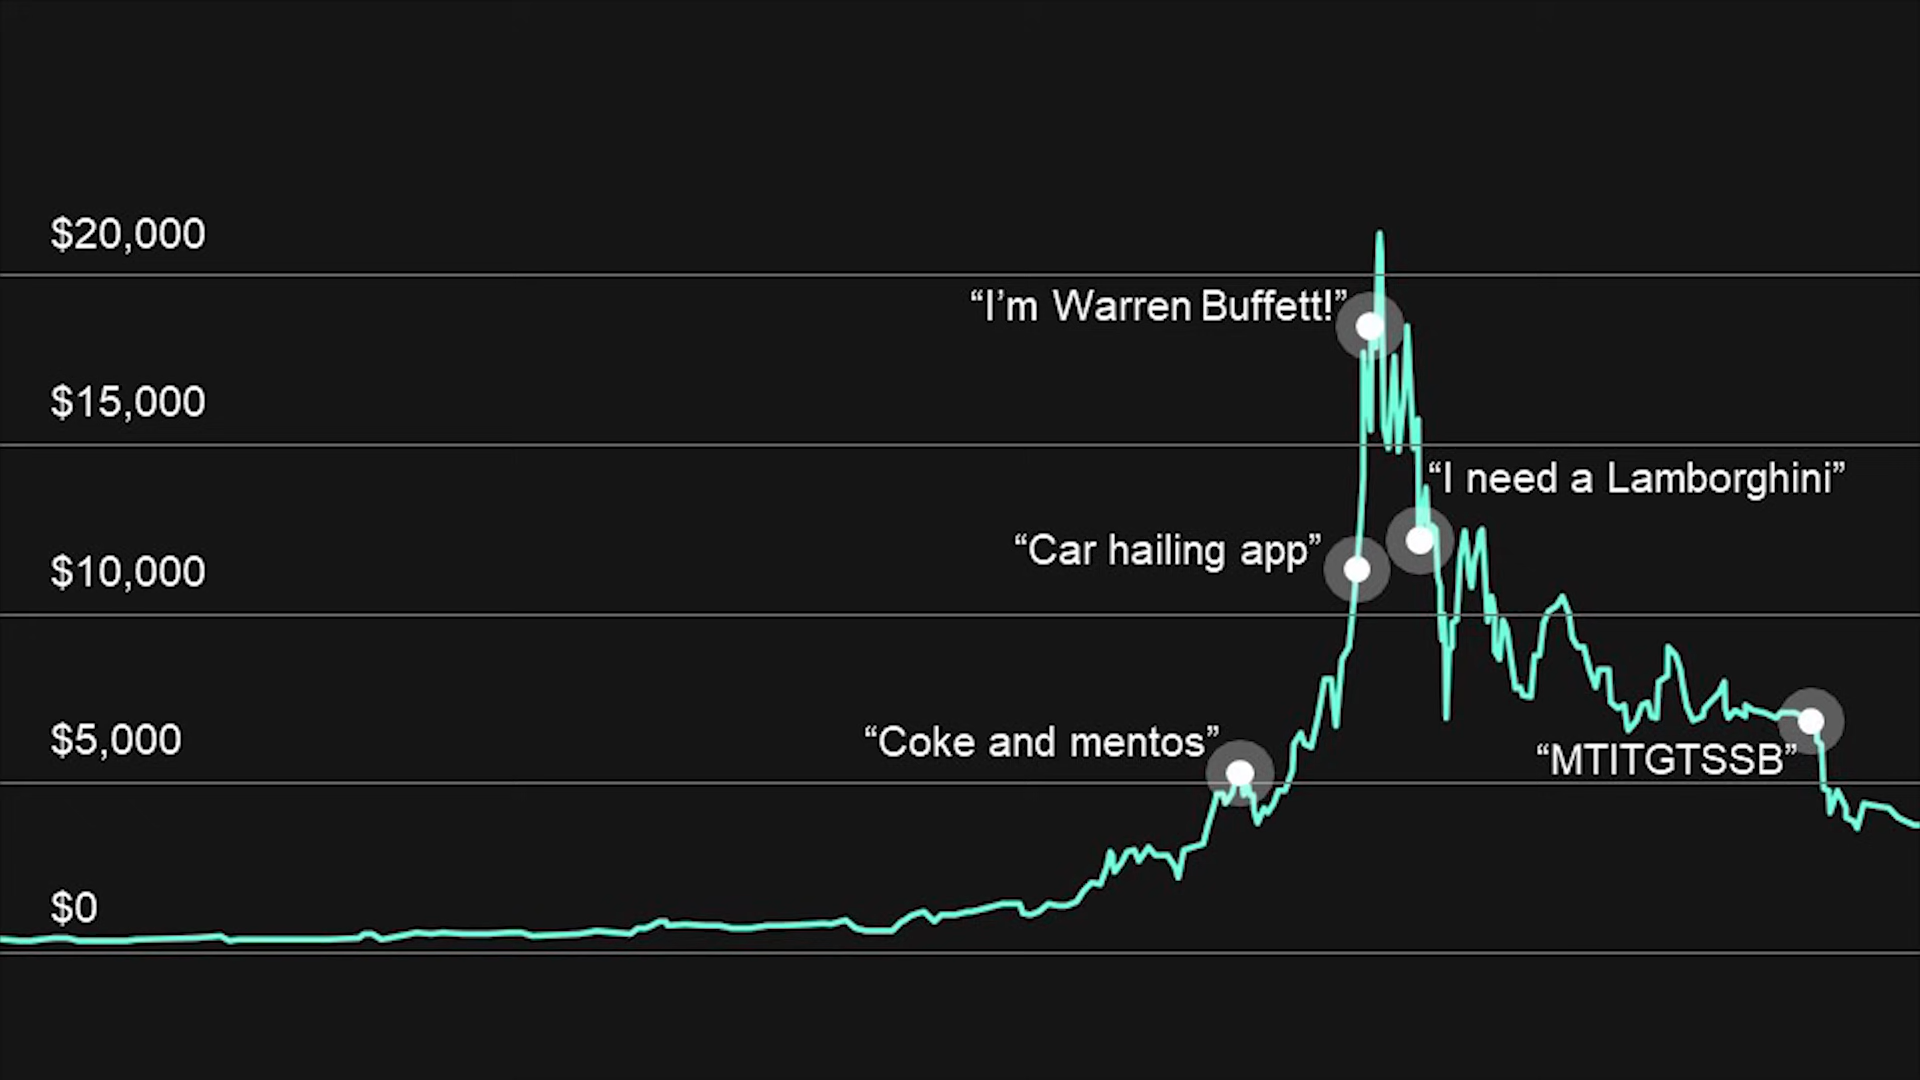 $20,000
“I’m Warren Buffett!”
$15,000
“I need a Lamborghini”
“Car hailing app”
$10,000
$5,000
“Coke and mentos”
“MTITGTSSB”
$0